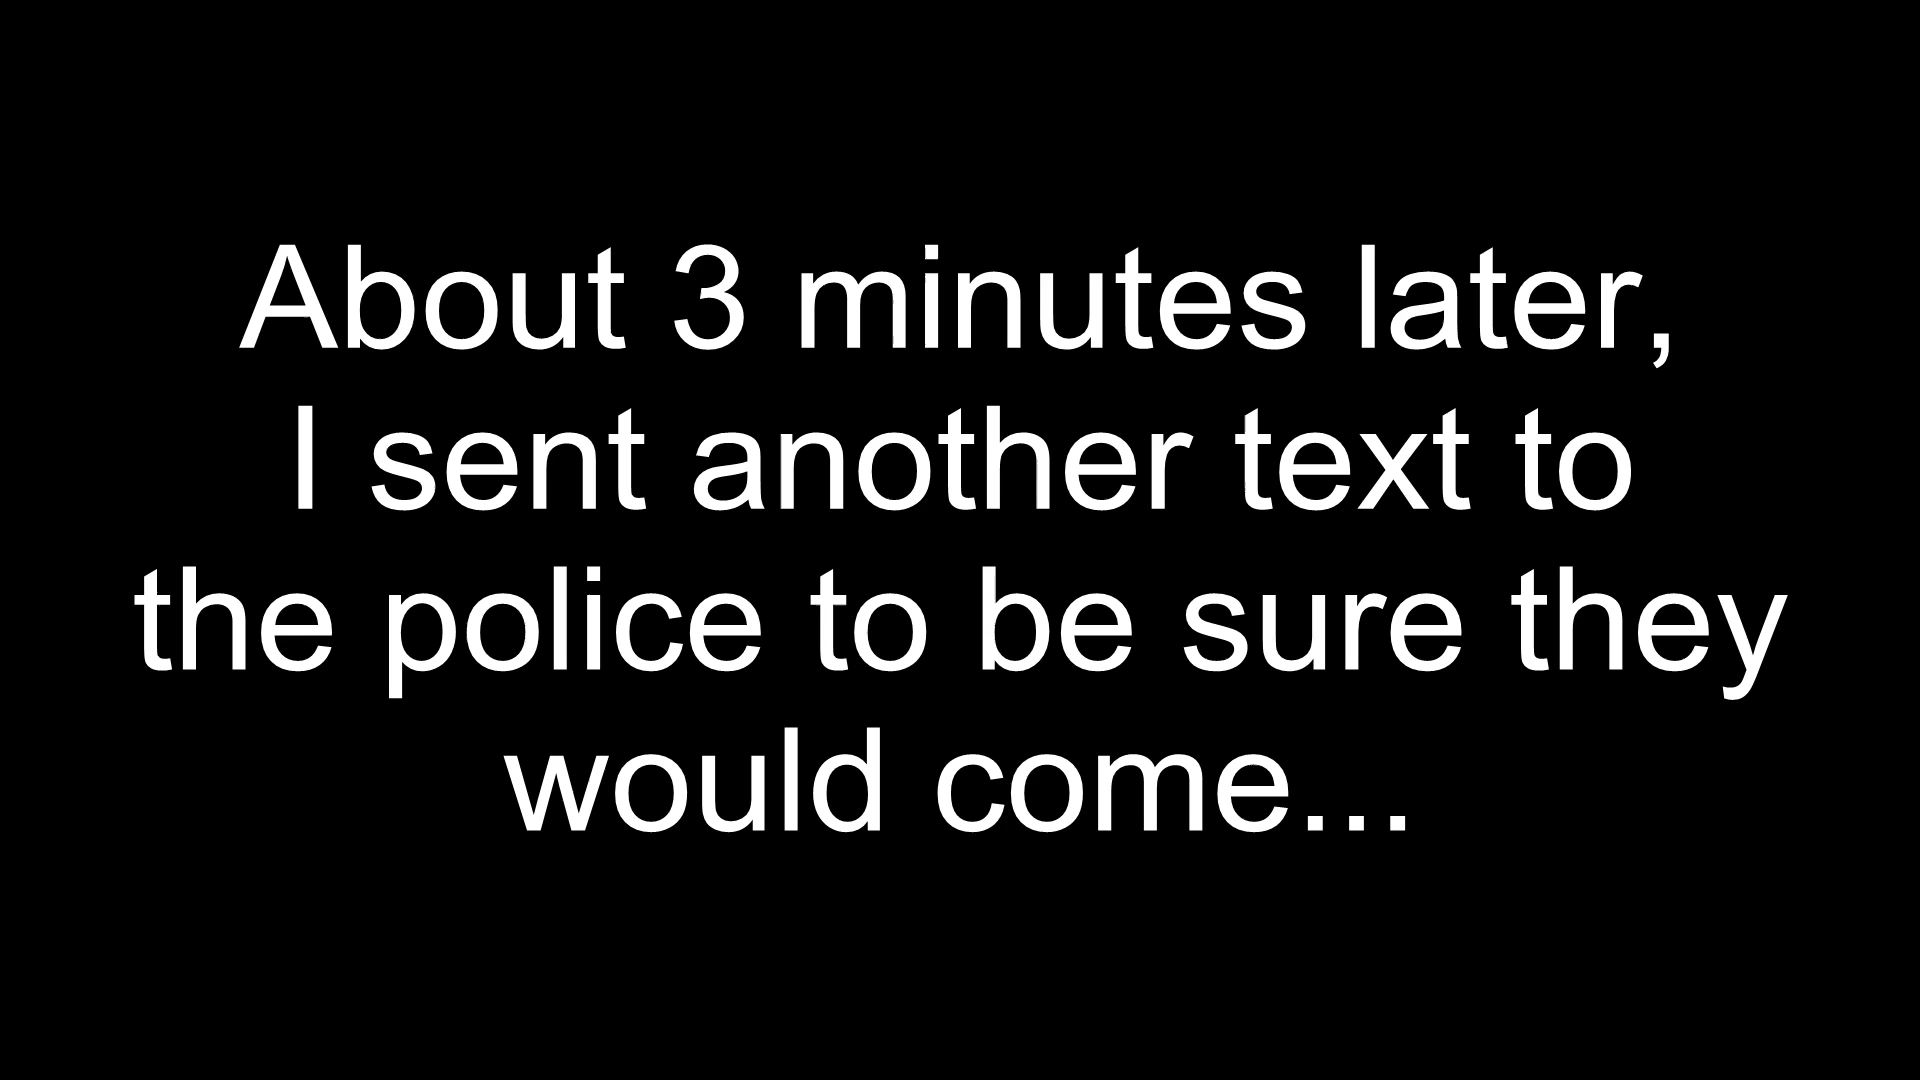 About 3 minutes later,
I sent another text to
the police to be sure they
would come...